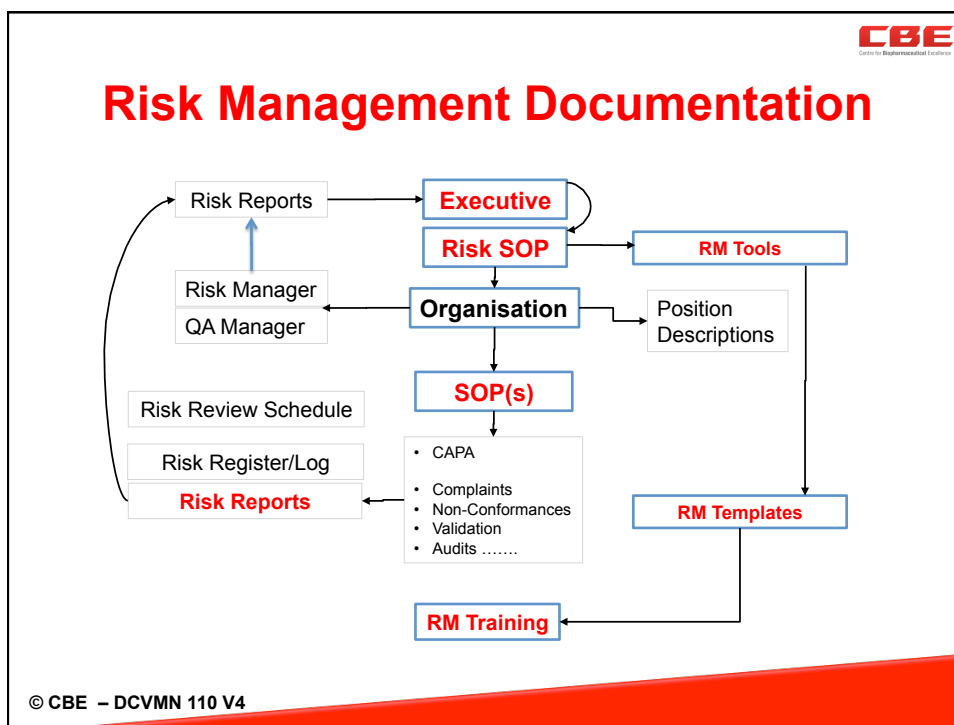 CBE
Centre for Biopharmaceutical Excellence
Risk Management Documentation
Risk Reports
Executive
Risk SOP
RM Tools
Risk Manager
QA Manager
Organisation
Position
Descriptions
SOP(s)
Risk Review Schedule
Risk Register/Log
Risk Reports
• CAPA
• Complaints
• Non-Conformances
• Validation
• Audits …….
RM Templates
RM Training
© CBE – DCVMN 110 V4